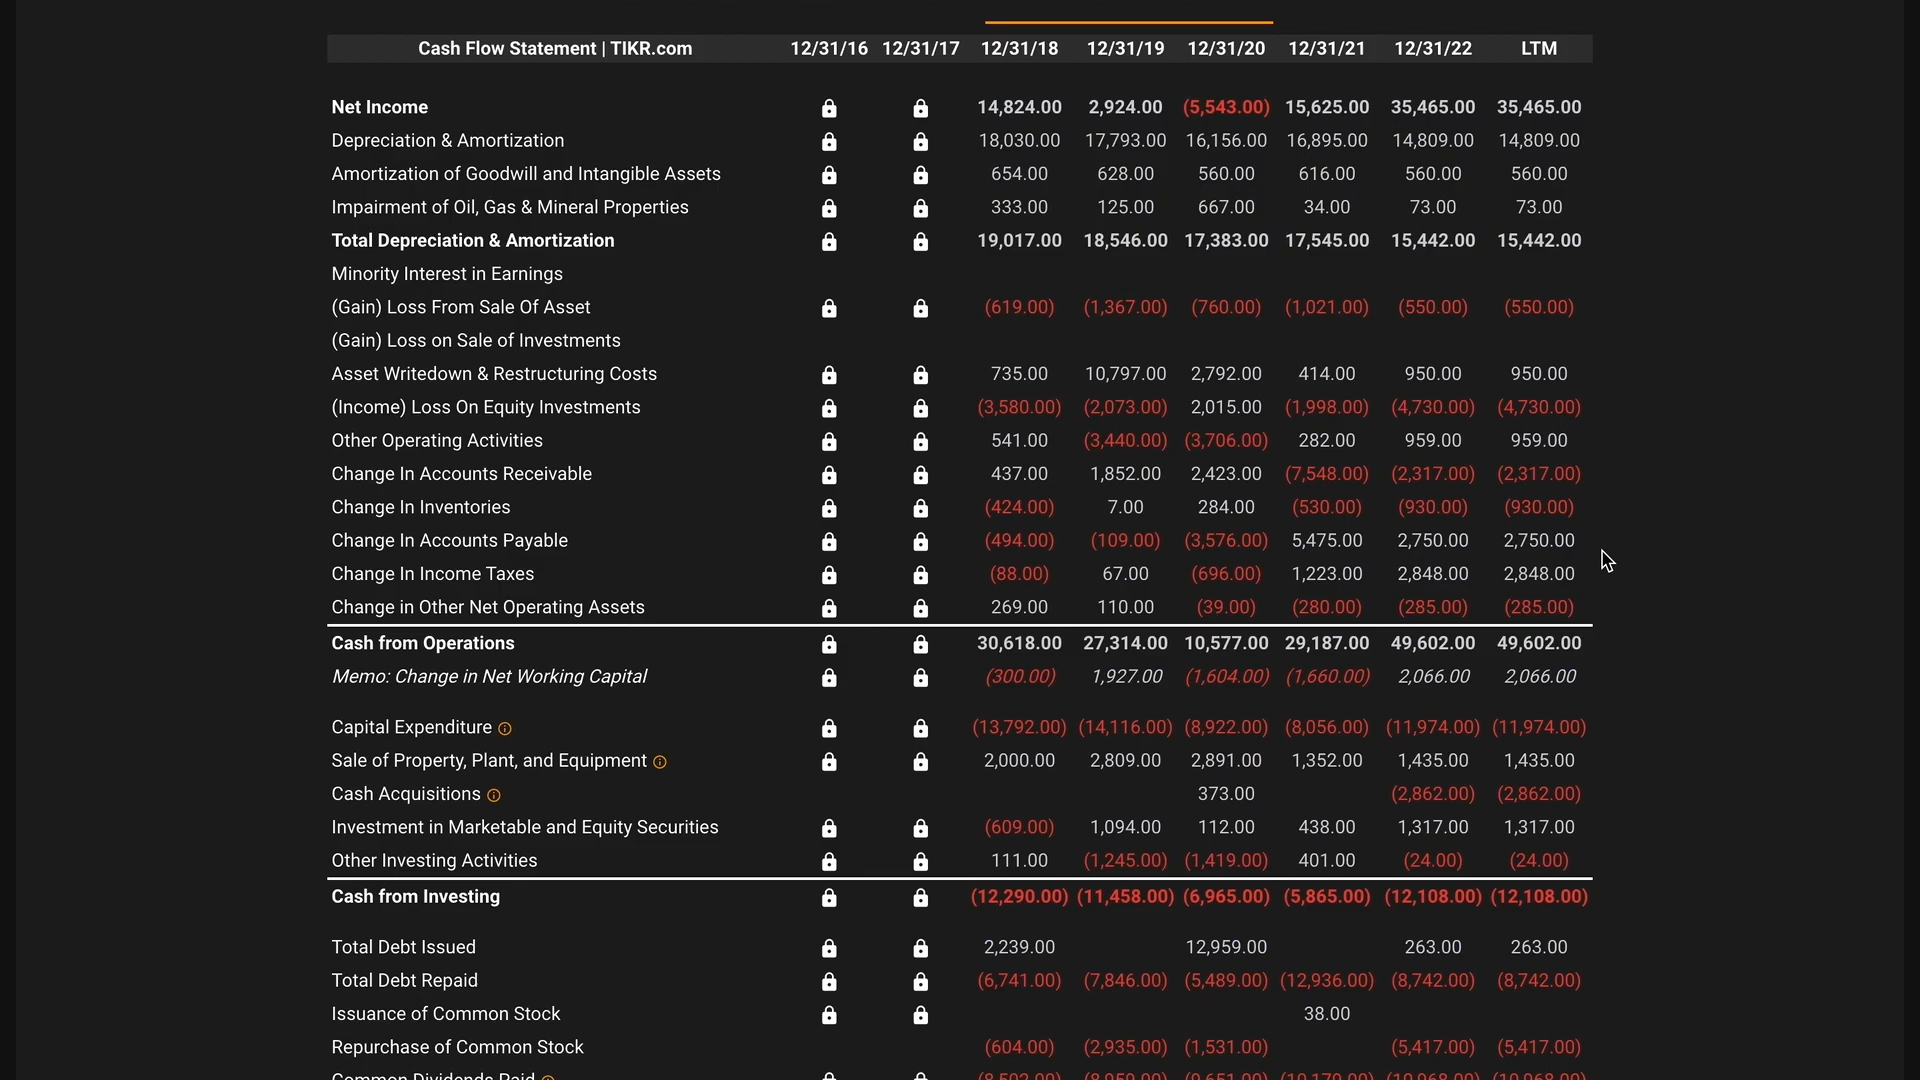 Cash Flow Statement | TIKR.com 12/31/16 12/31/17 12/31/18 12/31/19 12/31/20 12/31/21 12/31/22 LTM
Net Income 14,824.00 2,924.00 (5,543.00) 15,625.00 35,465.00 35,465.00
Depreciation & Amortization 18,030.00 17,793.00 16,156.00 16,895.00 14,809.00 14,809.00
Amortization of Goodwill and Intangible Assets 654.00 628.00 560.00 616.00 560.00 560.00
Impairment of Oil, Gas & Mineral Properties 333.00 125.00 667.00 34.00 73.00 73.00
Total Depreciation & Amortization 19,017.00 18,546.00 17,383.00 17,545.00 15,442.00 15,442.00
Minority Interest in Earnings
(Gain) Loss From Sale Of Asset (619.00) (1,367.00) (760.00) (1,021.00) (550.00) (550.00)
(Gain) Loss on Sale of Investments
Asset Writedown & Restructuring Costs 735.00 10,797.00 2,792.00 414.00 950.00 950.00
(Income) Loss On Equity Investments (3,580.00) (2,073.00) 2,015.00 (1,998.00) (4,730.00) (4,730.00)
Other Operating Activities 541.00 (3,440.00) (3,706.00) 282.00 959.00 959.00
Change In Accounts Receivable 437.00 1,852.00 2,423.00 (7,548.00) (2,317.00) (2,317.00)
Change In Inventories (424.00) 7.00 284.00 (530.00) (930.00) (930.00)
Change In Accounts Payable (494.00) (109.00) (3,576.00) 5,475.00 2,750.00 2,750.00
Change In Income Taxes (88.00) 67.00 (696.00) 1,223.00 2,848.00 2,848.00
Change in Other Net Operating Assets 269.00 110.00 (39.00) (280.00) (285.00) (285.00)
Cash from Operations 30,618.00 27,314.00 10,577.00 29,187.00 49,602.00 49,602.00
Memo: Change in Net Working Capital (300.00) 1,927.00 (1,604.00) (1,660.00) 2,066.00 2,066.00
Capital Expenditure (13,792.00) (14,116.00) (8,922.00) (8,056.00) (11,974.00) (11,974.00)
Sale of Property, Plant, and Equipment 2,000.00 2,809.00 2,891.00 1,352.00 1,435.00 1,435.00
Cash Acquisitions 373.00 (2,862.00) (2,862.00)
Investment in Marketable and Equity Securities (609.00) 1,094.00 112.00 438.00 1,317.00 1,317.00
Other Investing Activities 111.00 (1,245.00) (1,419.00) 401.00 (24.00) (24.00)
Cash from Investing (12,290.00) (11,458.00) (6,965.00) (5,865.00) (12,108.00) (12,108.00)
Total Debt Issued 2,239.00 12,959.00 263.00 263.00
Total Debt Repaid (6,741.00) (7,846.00) (5,489.00) (12,936.00) (8,742.00) (8,742.00)
Issuance of Common Stock 38.00
Repurchase of Common Stock (604.00) (2,935.00) (1,531.00) (5,417.00) (5,417.00)
Common Dividends Paid